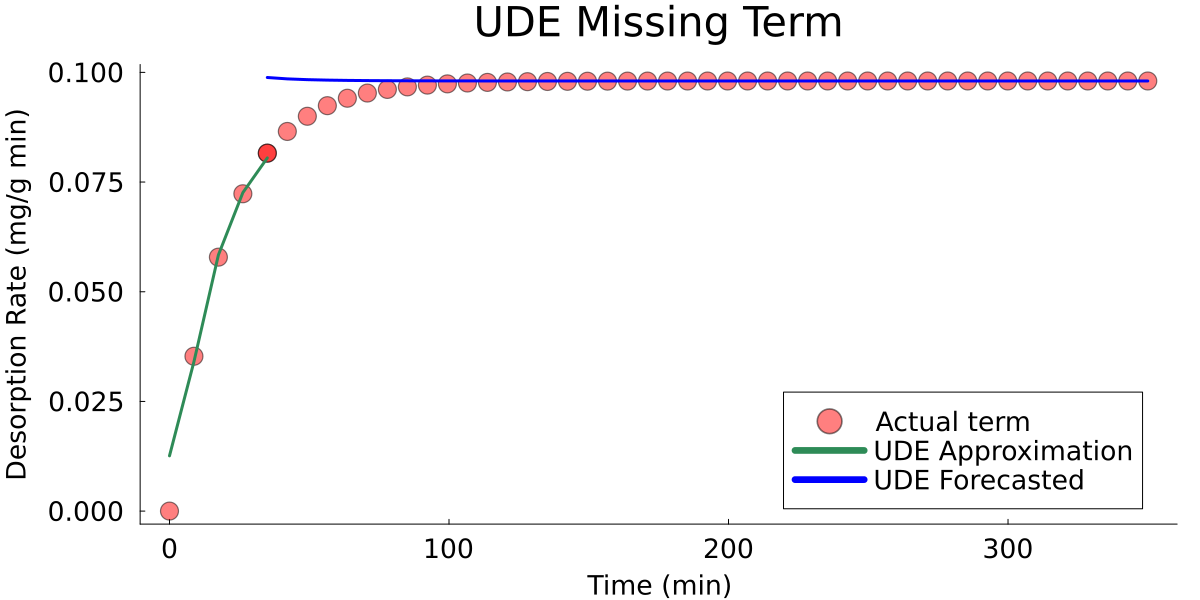 UDE Missing Term
Desorption Rate (mg/g min)
0.100
0.075
0.050
0.025
0.000
Actual term
UDE Approximation
UDE Forecasted
0 100 200 300
Time (min)